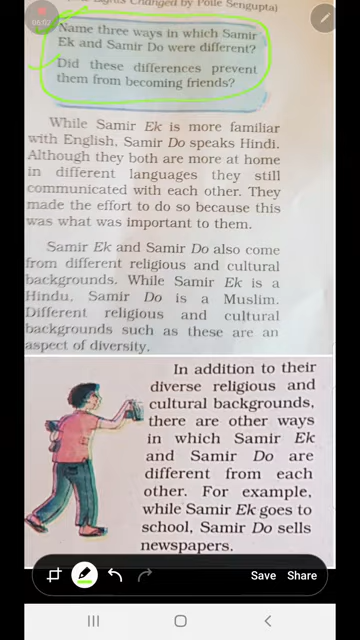 Changed by Poile Sengupta)
Name three ways in which Samir
Ek and Samir Do were different?
Did these differences prevent
them from becoming friends?
While Samir Ek is more familiar
with English, Samir Do speaks Hindi.
Although they both are more at home
in different languages they still
communicated with each other. They
made the effort to do so because this
was what was important to them.
Samir Ek and Samir Do also come
from different religious and cultural
backgrounds. While Samir Ek is a
Hindu, Samir Do is a Muslim.
Different religious and cultural
backgrounds such as these are an
aspect of diversity.
In addition to their
diverse religious and
cultural backgrounds,
there are other ways
in which Samir Ek
and Samir Do are
different from each
other. For example,
while Samir Ek goes to
school, Samir Do sells
newspapers.
Save Share